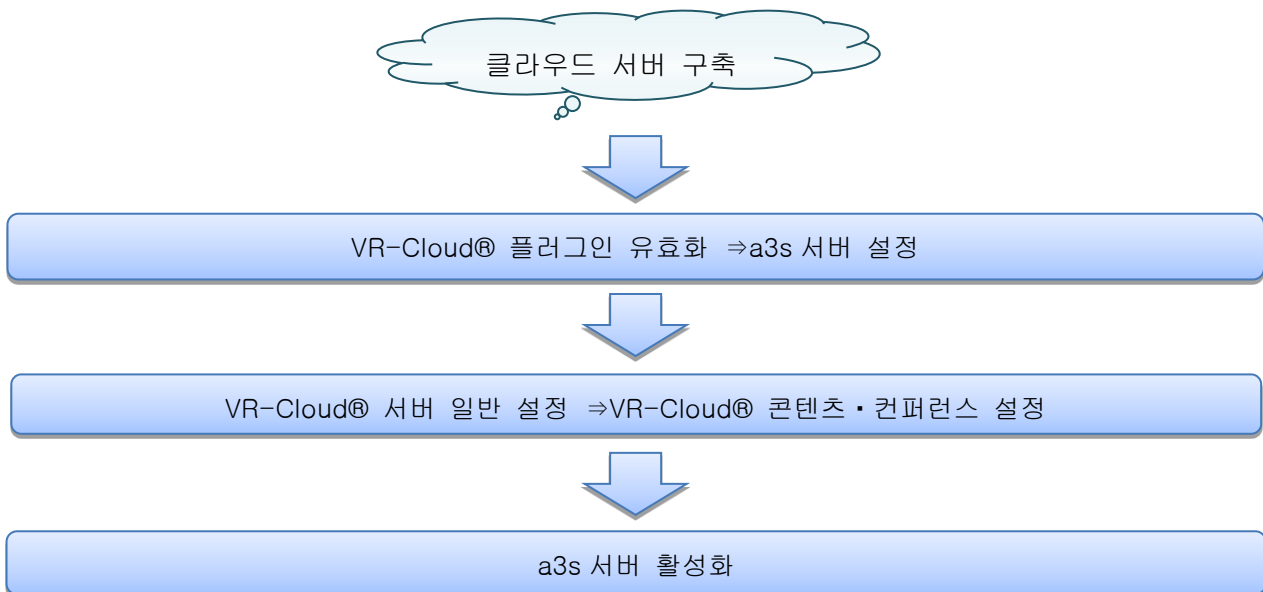 클라우드 서버 구축
VR-Cloud® 플러그인 유효화 ⇒a3s 서버 설정
VR-Cloud® 서버 일반 설정 ⇒VR-Cloud® 콘텐츠・컨퍼런스 설정
a3s 서버 활성화